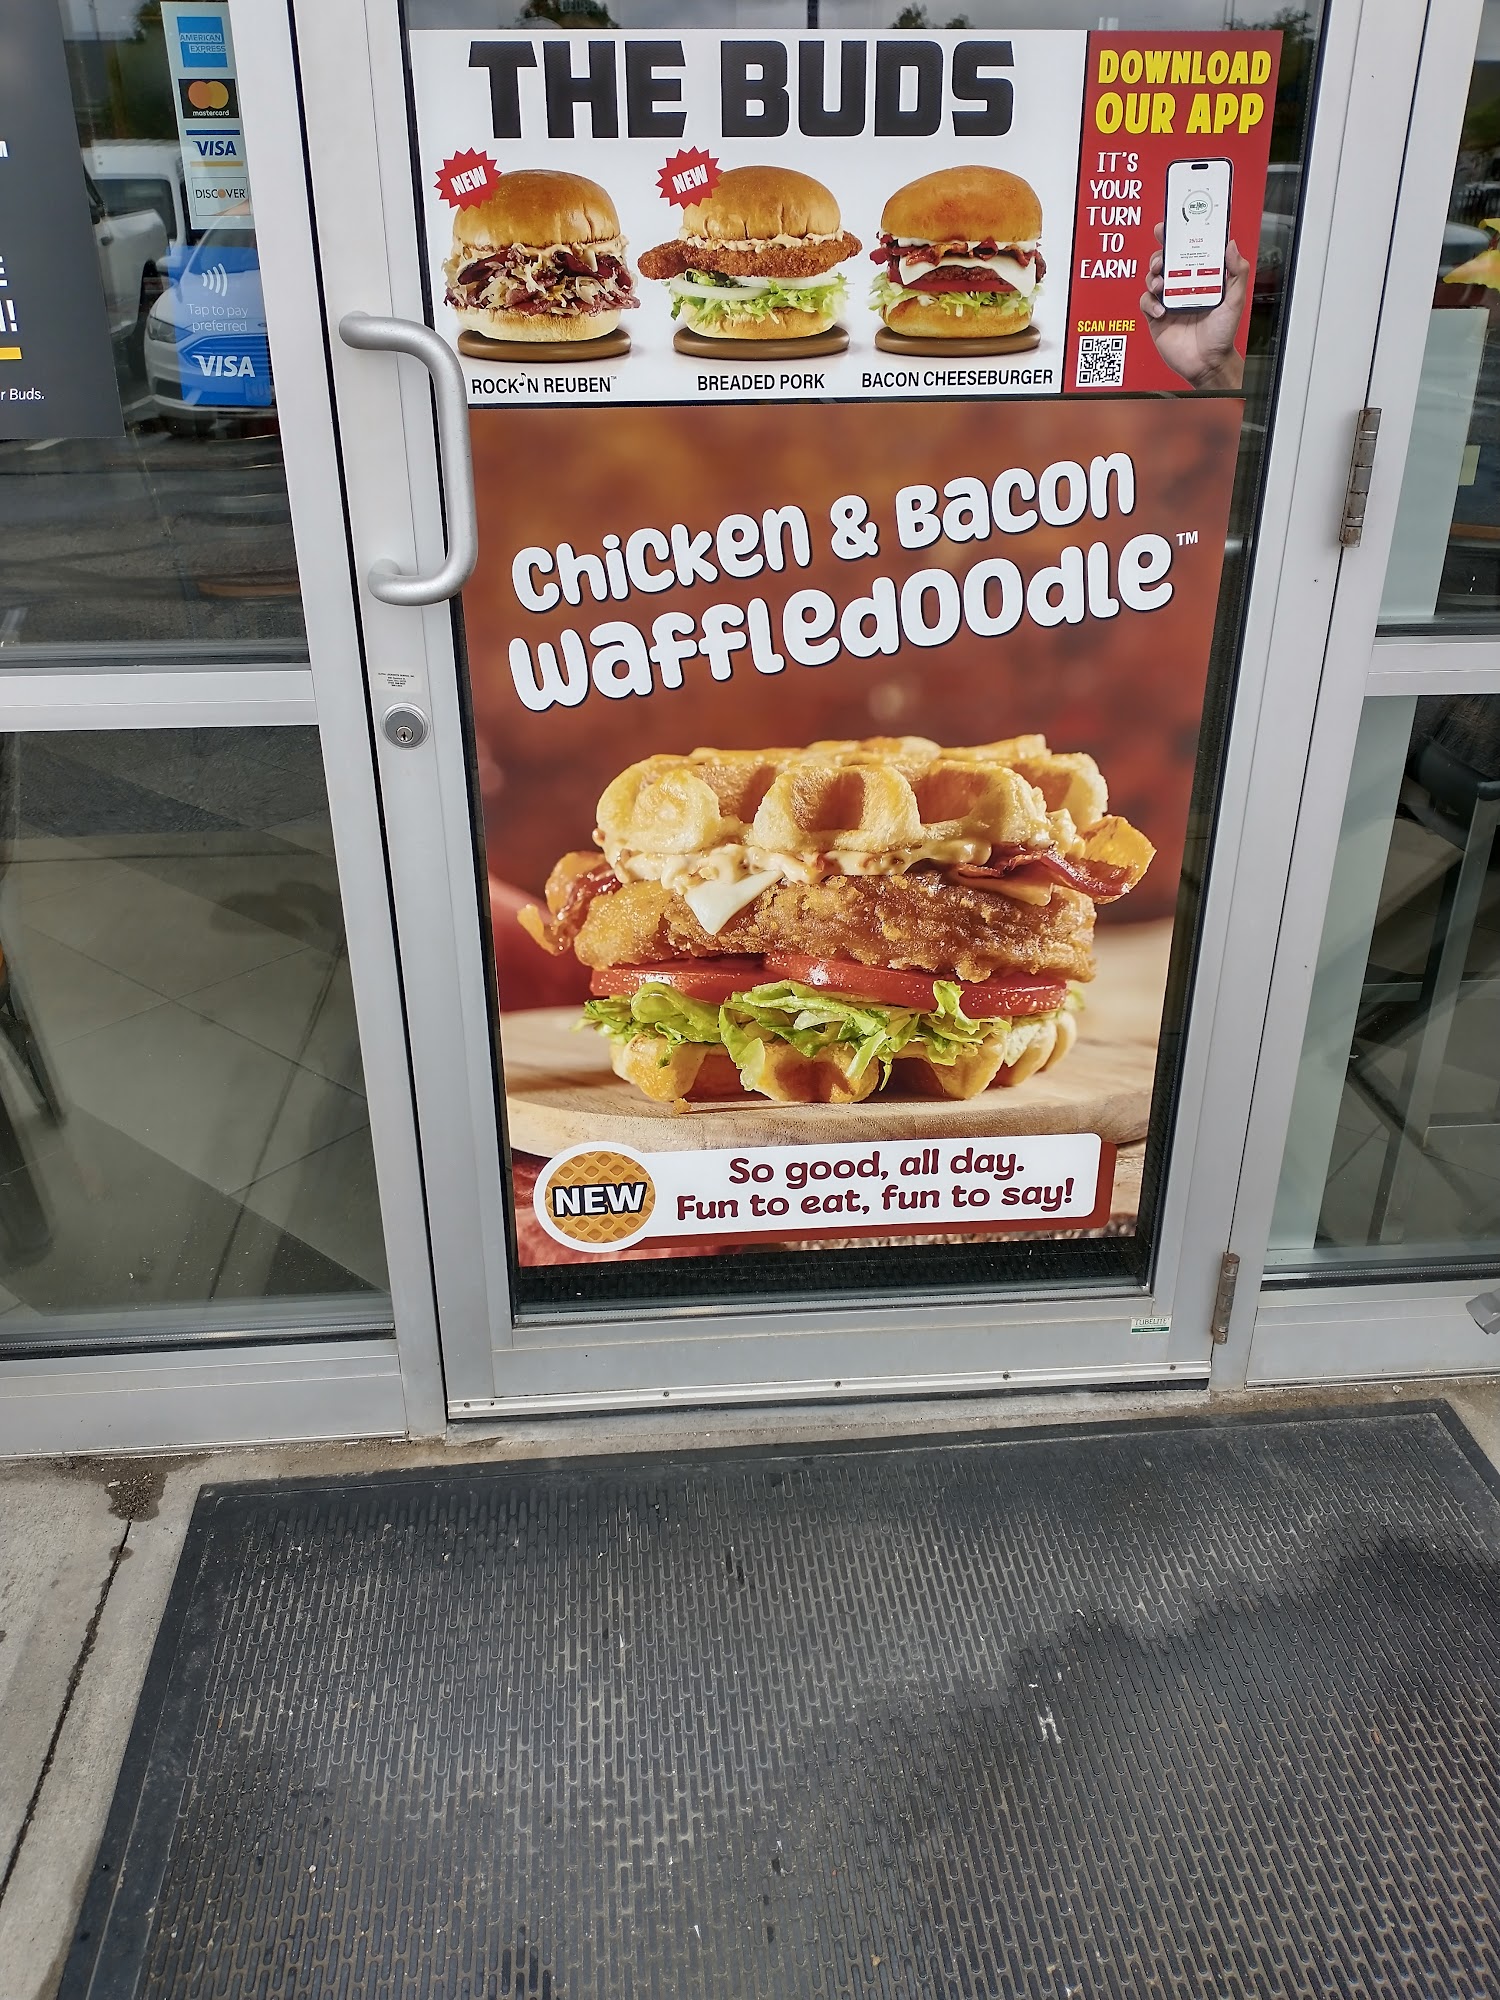 AMERICAN
EXPRESS
mastercard
VISA
DISCOVER
Tap to pay
preferred
VISA
r Buds.
THE BUDS
NEW
NEW
ROCK 'N REUBEN™
BREADED PORK
BACON CHEESEBURGER
DOWNLOAD
OUR APP
IT'S
YOUR
TURN
TO
EARN!
SCAN HERE
Chicken & Bacon
Waffledoodle™
NEW
So good, all day.
Fun to eat, fun to say!
TUBELITE